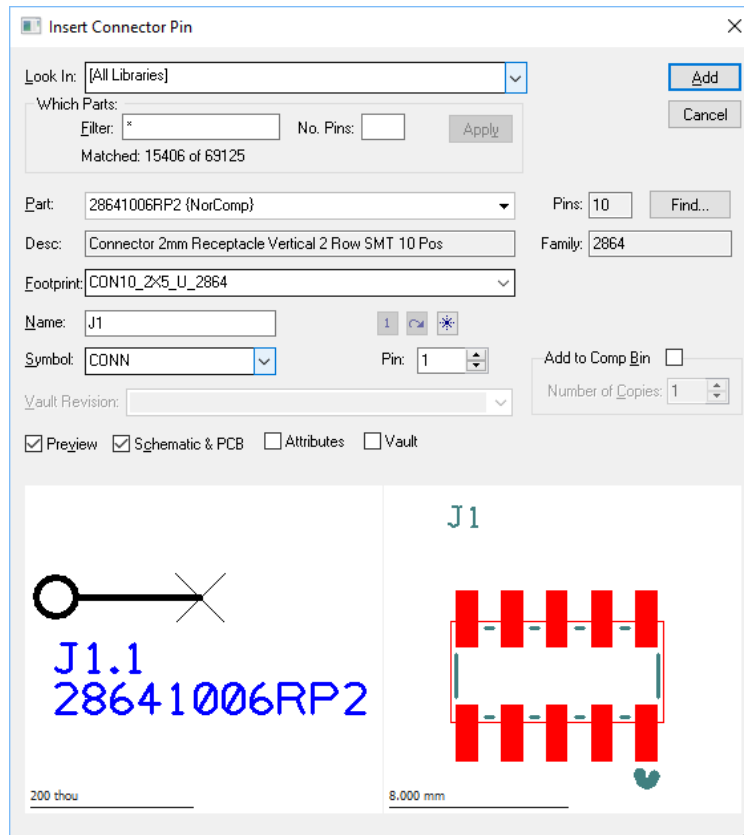 Insert Connector Pin
Look In: [All Libraries] Add
Which Parts: Cancel
Filter: * No. Pins: Apply
Matched: 15406 of 69125
Part: 28641006RP2 {NorComp} Pins: 10 Find...
Desc: Connector 2mm Receptacle Vertical 2 Row SMT 10 Pos Family: 2864
Footprint: CON10_2X5_U_2864
Name: J1 1
Symbol: CONN Pin: 1 Add to Comp Bin
Vault Revision: Number of Copies: 1
Preview Schematic & PCB Attributes Vault
J1
J1.1
28641006RP2
200 thou 8.000 mm